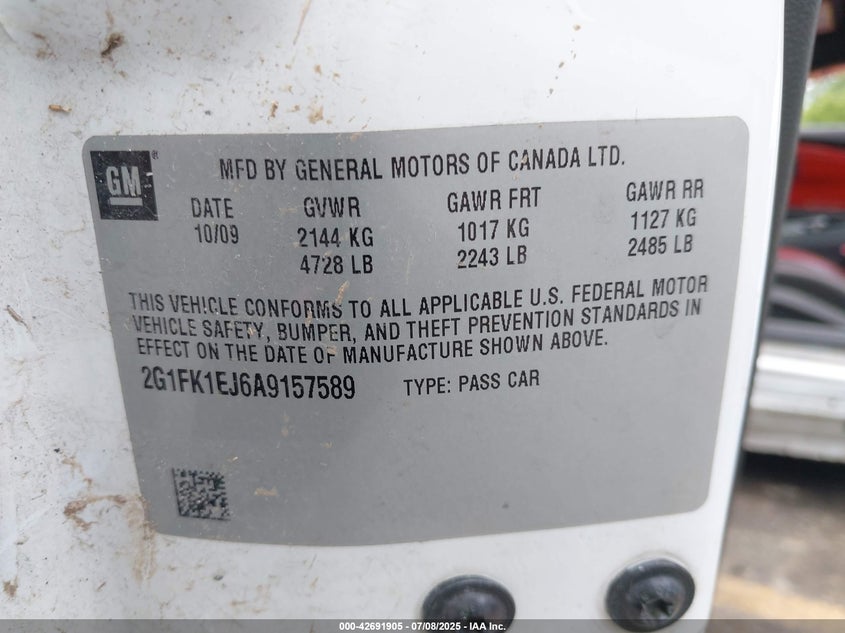 GM
MFD BY GENERAL MOTORS OF CANADA LTD.
DATE GVWR GAWR FRT GAWR RR
10/09 2144 KG 1017 KG 1127 KG
4728 LB 2243 LB 2485 LB
THIS VEHICLE CONFORMS TO ALL APPLICABLE U.S. FEDERAL MOTOR
VEHICLE SAFETY, BUMPER, AND THEFT PREVENTION STANDARDS IN
EFFECT ON THE DATE OF MANUFACTURE SHOWN ABOVE.
2G1FK1EJ6A9157589 TYPE: PASS CAR
000-42691905 - 07/08/2025 - IAA Inc.